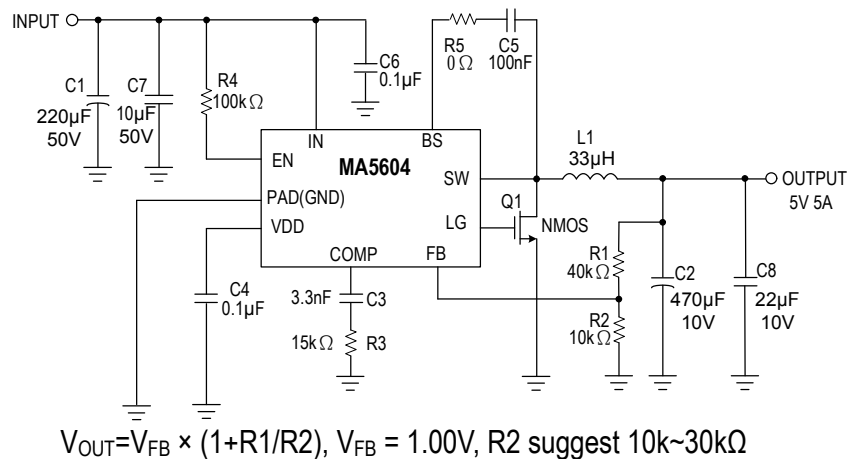 INPUT
R5
0Ω
C5
100nF
C6
0.1µF
C1
220µF
50V
C7
10µF
50V
R4
100kΩ
IN
BS
MA5604
EN
SW
PAD(GND)
VDD
LG
COMP
FB
L1
33µH
OUTPUT
5V 5A
Q1
NMOS
R1
40kΩ
C2
470µF
10V
C8
22µF
10V
C4
0.1µF
3.3nF
C3
15kΩ
R3
R2
10kΩ
VOUT=VFB × (1+R1/R2), VFB = 1.00V, R2 suggest 10k~30kΩ